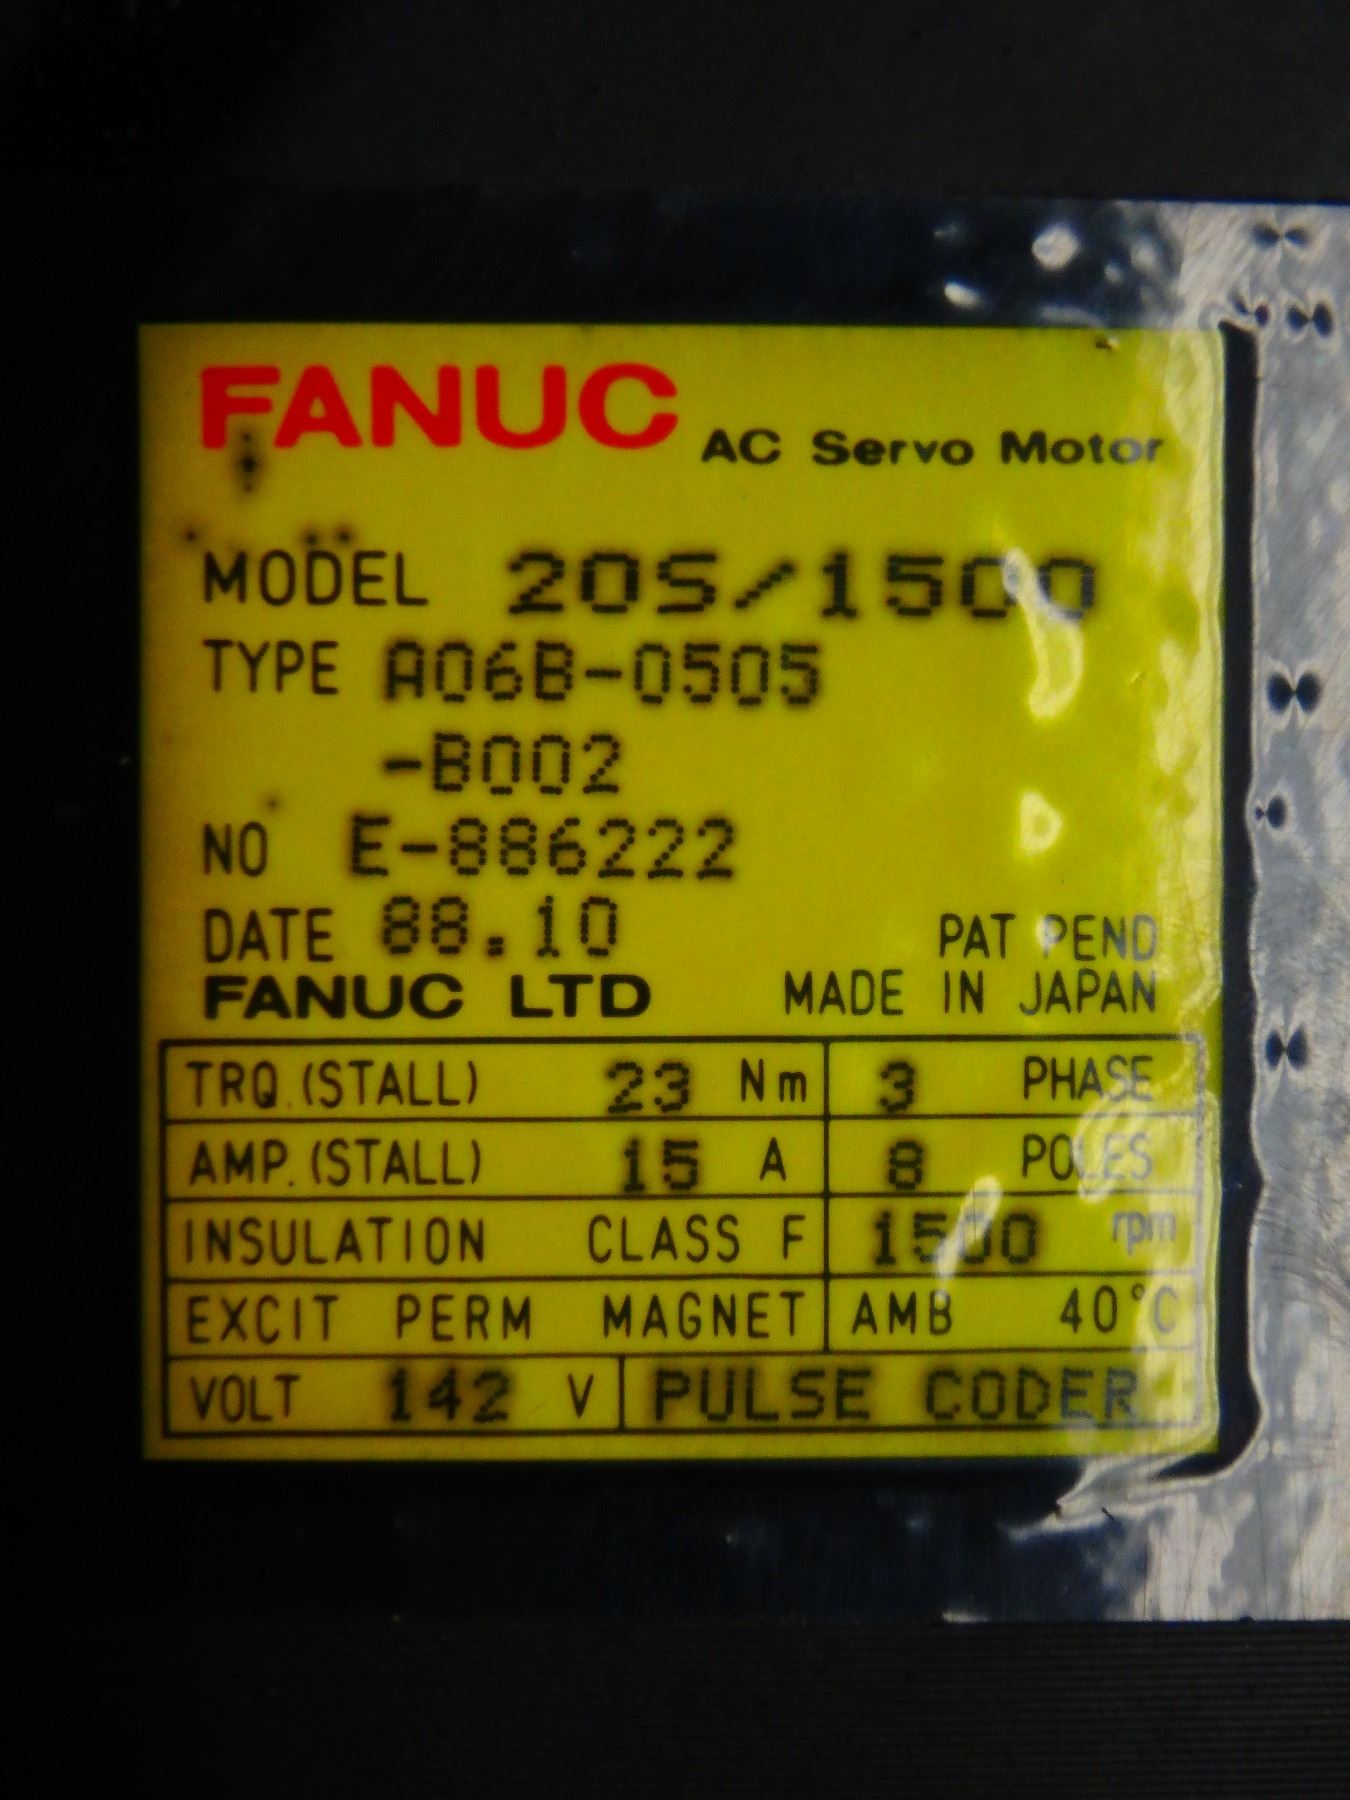 FANUC AC Servo Motor
MODEL 20S/1500
TYPE A06B-0505
-B002
NO E-886222
DATE 88.10 PAT PEND
FANUC LTD MADE IN JAPAN
TRQ.(STALL) 23 Nm 3 PHASE
AMP.(STALL) 15 A 8 POLES
INSULATION CLASS F 1500 rpm
EXCIT PERM MAGNET AMB 40°C
VOLT 142 V PULSE CODER